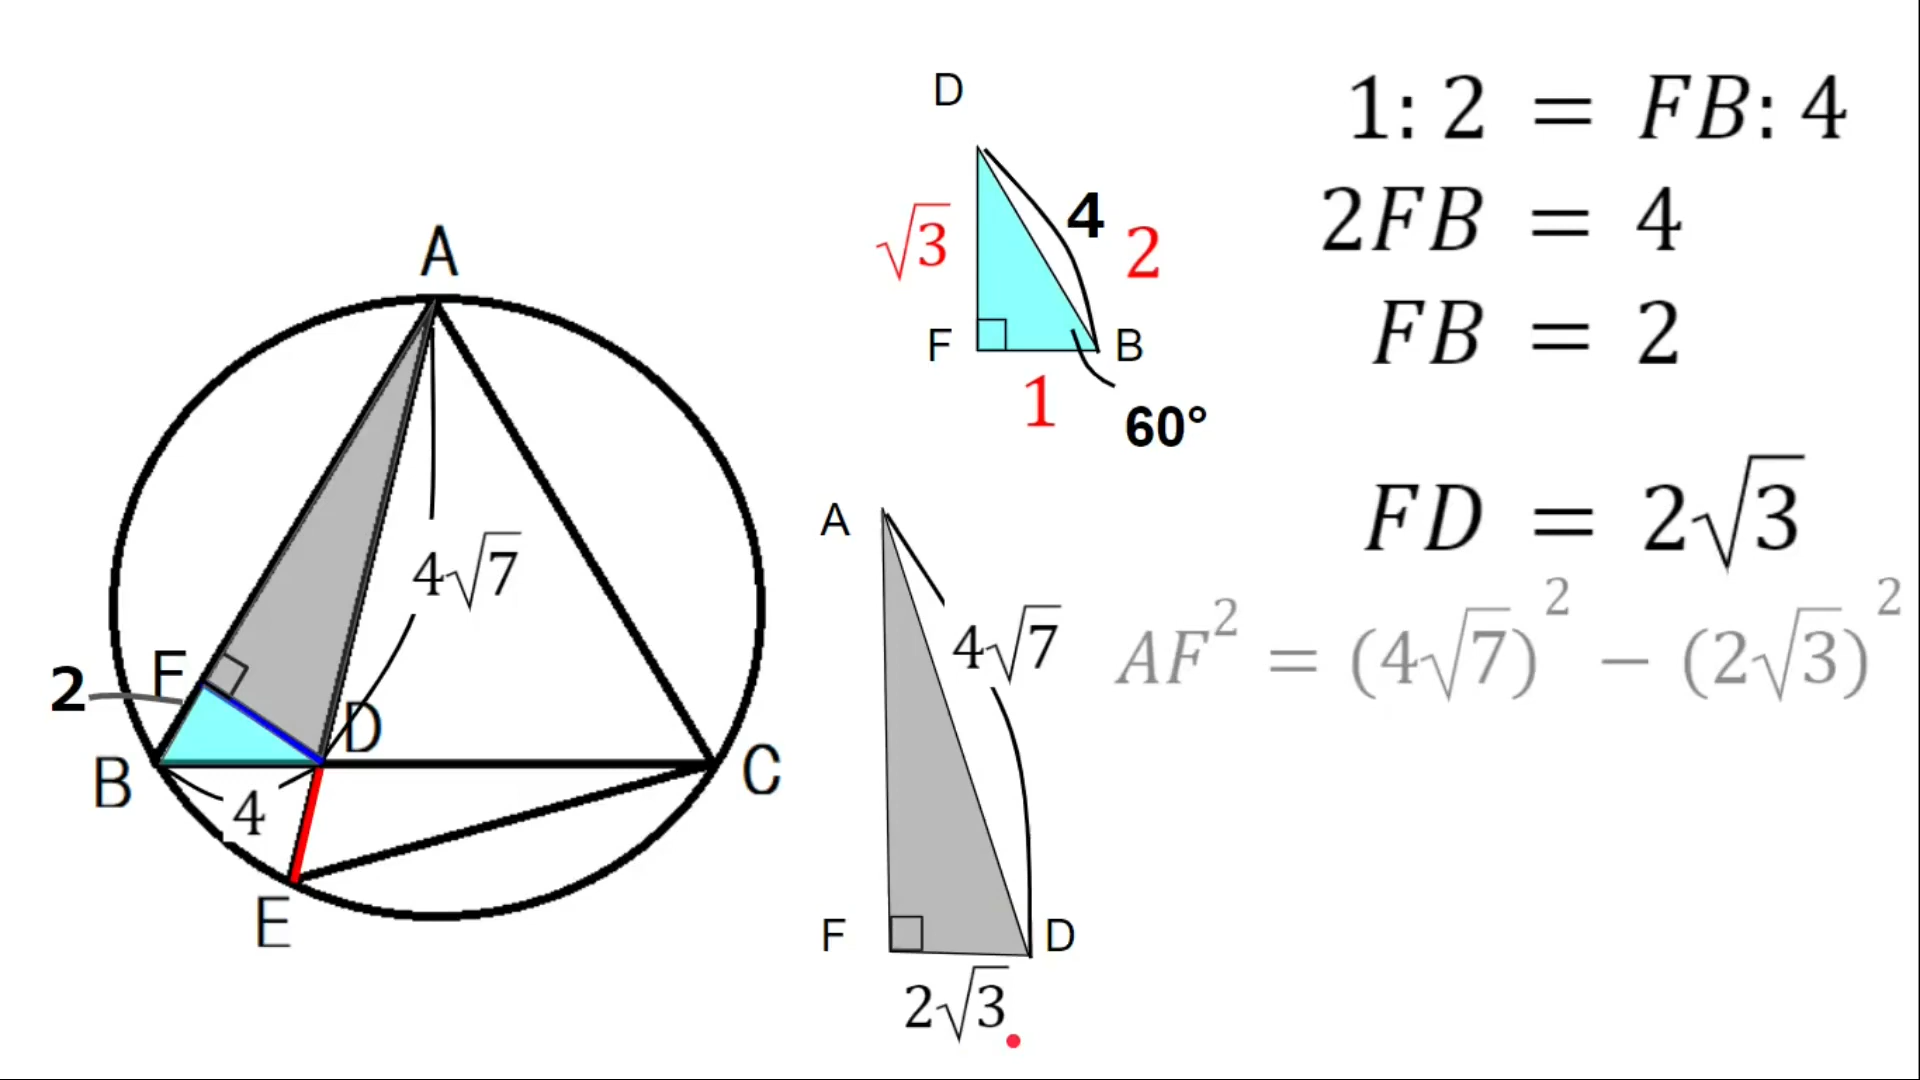 A
4√7
F
2
D
B
C
4
E
D
√3
4
2
F
B
1
60°
A
4√7
F
D
2√3
1: 2 = FB: 4
2FB = 4
FB = 2
FD = 2√3
AF² = (4√7)² − (2√3)²